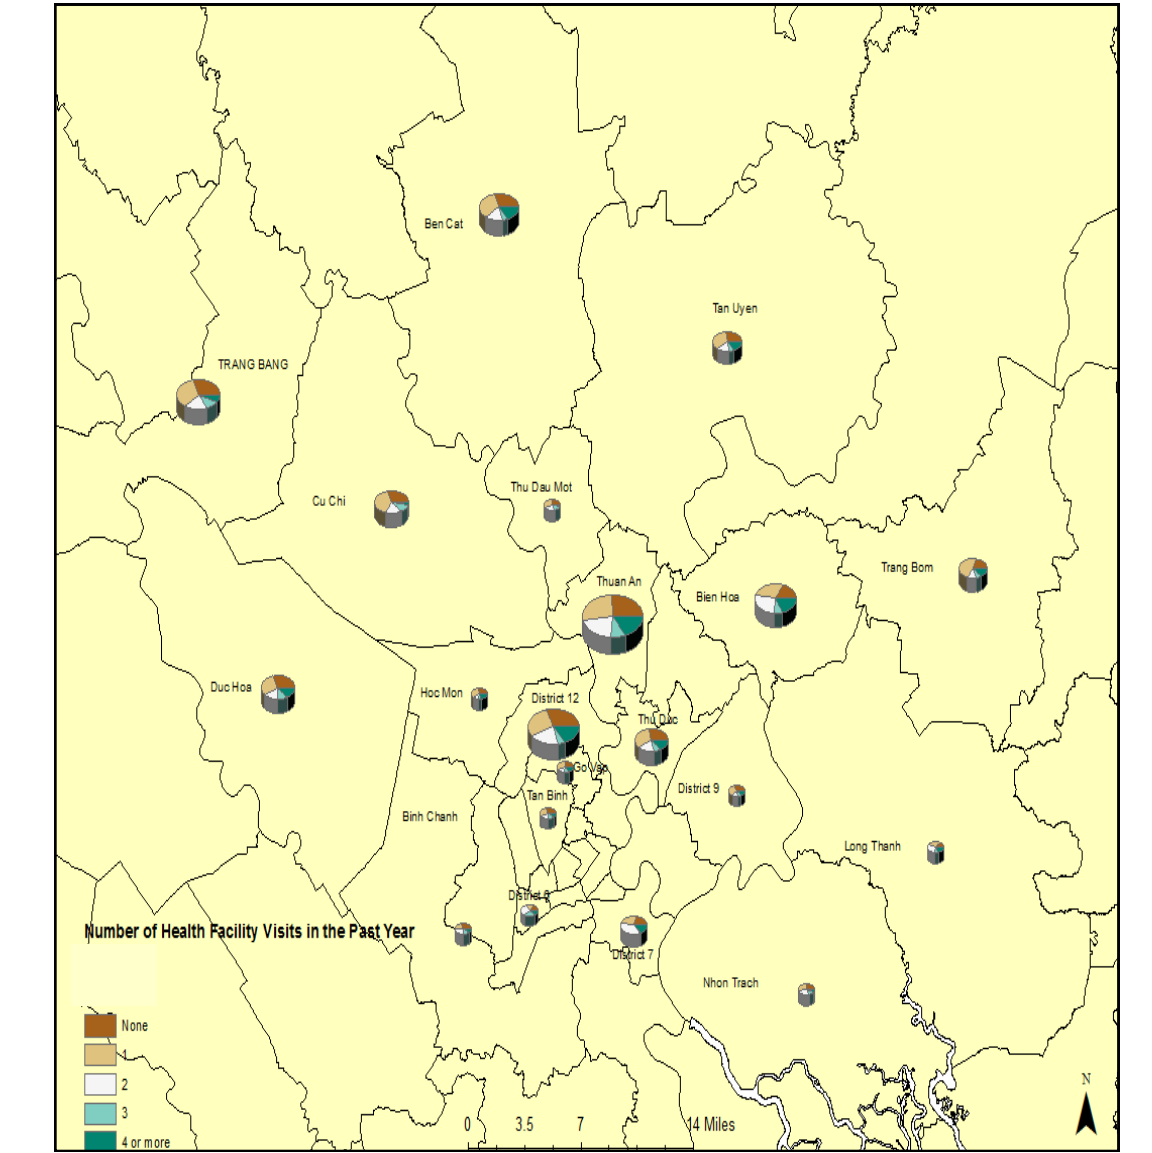 Ben Cat
Tan Uyen
TRANG BANG
Thu Dau Mot
Cu Chi
Trang Bom
Thuan An
Bien Hoa
Duc Hoa
Hoc Mon
District 12
Thu Duc
Go Vap
District 9
Tan Binh
Binh Chanh
Long Thanh
District 6
Number of Health Facility Visits in the Past Year
District 7
Nhon Trach
None
1
2
3
4 or more
0 3.5 7 14 Miles
N